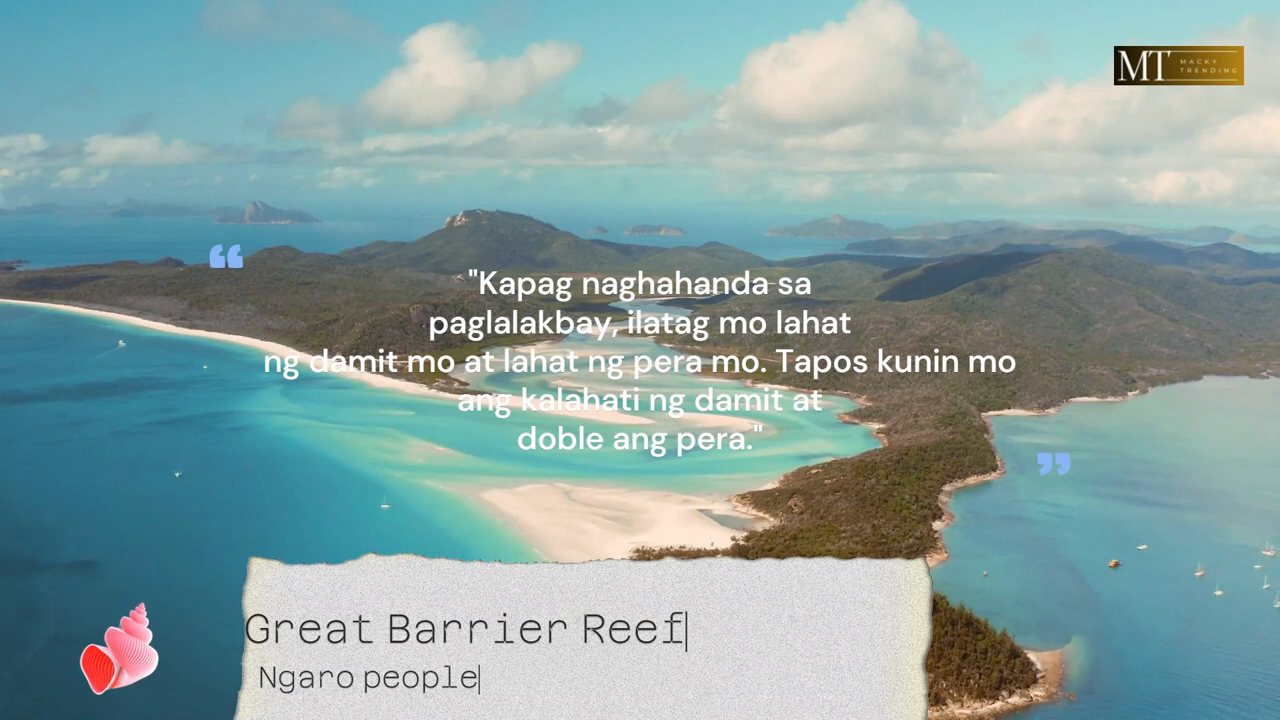 MT MACKY
TRENDING
"Kapag naghahanda sa
paglalakbay, ilatag mo lahat
ng damit mo at lahat ng pera mo. Tapos kunin mo
ang kalahati ng damit at
doble ang pera."
Great Barrier Reef
Ngaro people